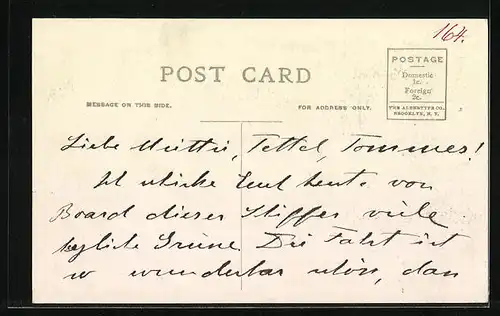 164.
POST CARD
POSTAGE
Domestic
1c.
Foreign
2c.
THE ALBERTYPE CO.,
BROOKLYN, N. Y.
MESSAGE ON THIS SIDE.
FOR ADDRESS ONLY.
Liebe Mutti, Tettel, Tommes!
Ich schicke Euch heute von
Board dieses Schiffes viele
herzliche Grüsse. Die Fahrt ist
so wunderbar schön, dass